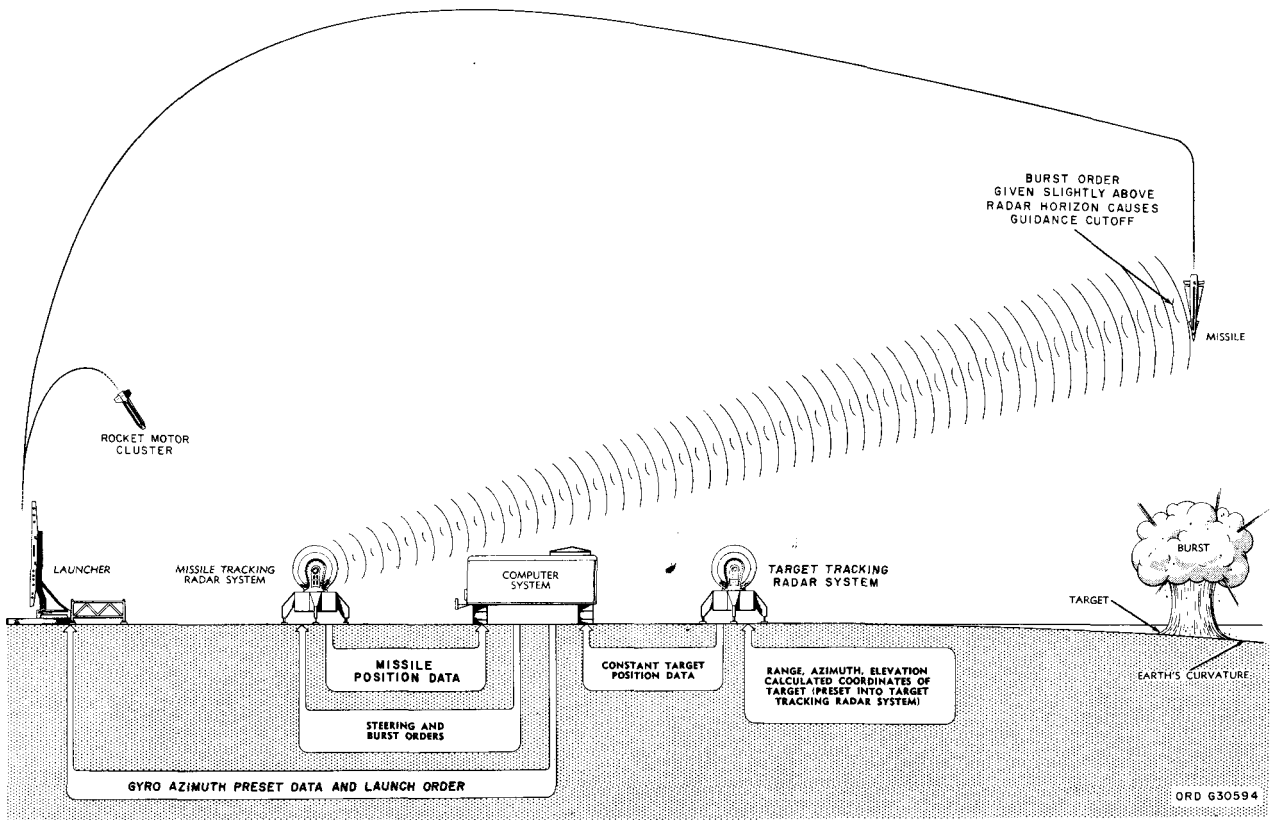 BURST ORDER
GIVEN SLIGHTLY ABOVE
RADAR HORIZON CAUSES
GUIDANCE CUTOFF
MISSILE
ROCKET MOTOR
CLUSTER
LAUNCHER
MISSILE TRACKING
RADAR SYSTEM
COMPUTER
SYSTEM
TARGET TRACKING
RADAR SYSTEM
BURST
TARGET
EARTH'S CURVATURE
MISSILE
POSITION DATA
CONSTANT TARGET
POSITION DATA
RANGE, AZIMUTH, ELEVATION
CALCULATED COORDINATES OF
TARGET (PRESET INTO TARGET
TRACKING RADAR SYSTEM)
STEERING AND
BURST ORDERS
GYRO AZIMUTH PRESET DATA AND LAUNCH ORDER
ORD G30594